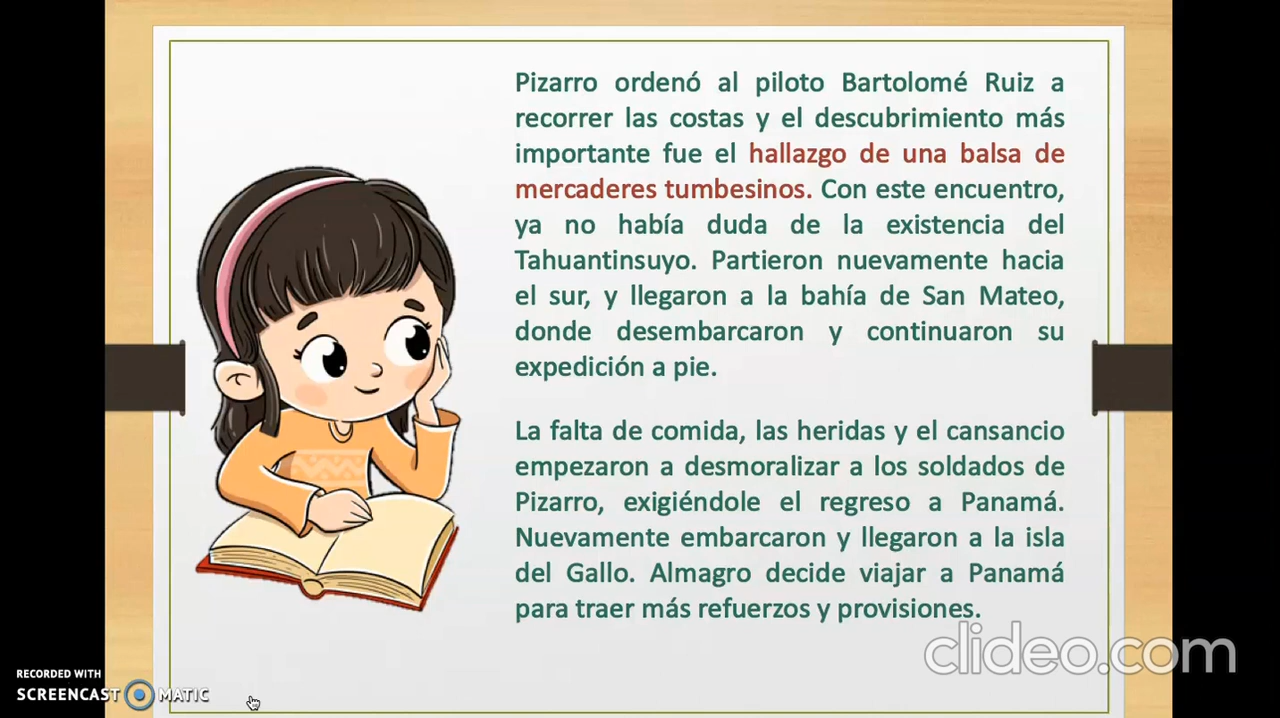 Pizarro ordenó al piloto Bartolomé Ruiz a
recorrer las costas y el descubrimiento más
importante fue el hallazgo de una balsa de
mercaderes tumbesinos. Con este encuentro,
ya no había duda de la existencia del
Tahuantinsuyo. Partieron nuevamente hacia
el sur, y llegaron a la bahía de San Mateo,
donde desembarcaron y continuaron su
expedición a pie.
La falta de comida, las heridas y el cansancio
empezaron a desmoralizar a los soldados de
Pizarro, exigiéndole el regreso a Panamá.
Nuevamente embarcaron y llegaron a la isla
del Gallo. Almagro decide viajar a Panamá
para traer más refuerzos y provisiones.
clideo.com
RECORDED WITH
SCREENCAST MATIC